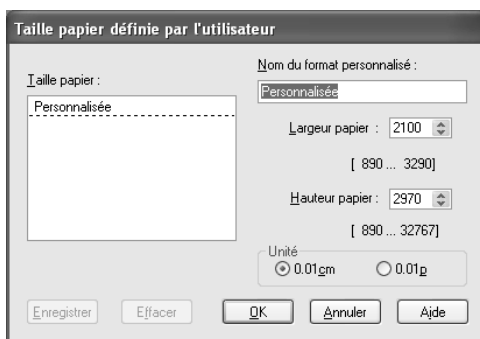 Taille papier définie par l'utilisateur
Taille papier :
Personnalisée
Nom du format personnalisé :
Personnalisée
Largeur papier : 2100
[ 890 ... 3290]
Hauteur papier : 2970
[ 890 ... 32767]
Unité
0.01cm 0.01p
Enregistrer Effacer OK Annuler Aide